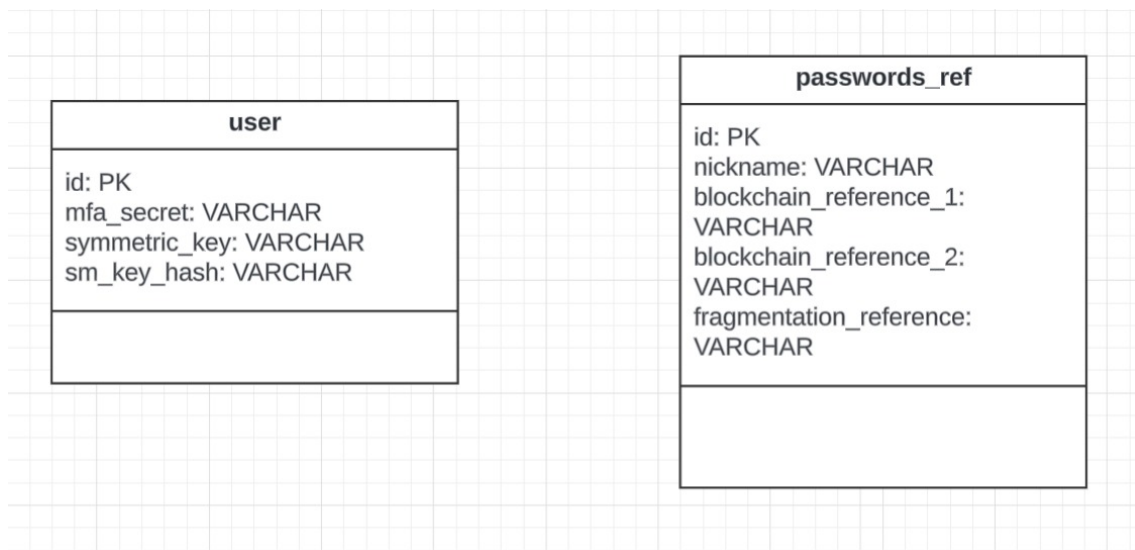 user
id: PK
mfa_secret: VARCHAR
symmetric_key: VARCHAR
sm_key_hash: VARCHAR
passwords_ref
id: PK
nickname: VARCHAR
blockchain_reference_1:
VARCHAR
blockchain_reference_2:
VARCHAR
fragmentation_reference:
VARCHAR